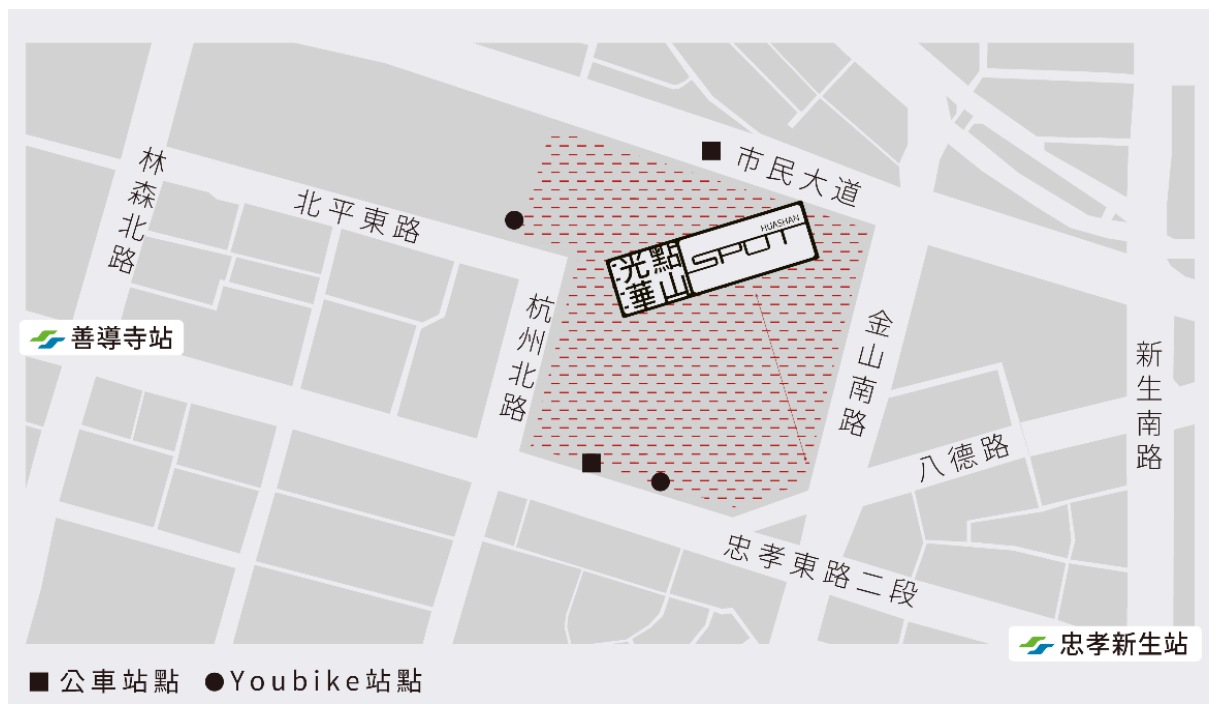 市民大道
林森北路
北平東路
HUASHAN
SPOT
光點
華山
杭州北路
金山南路
善導寺站
新生南路
八德路
忠孝東路二段
忠孝新生站
公車站點
Youbike站點